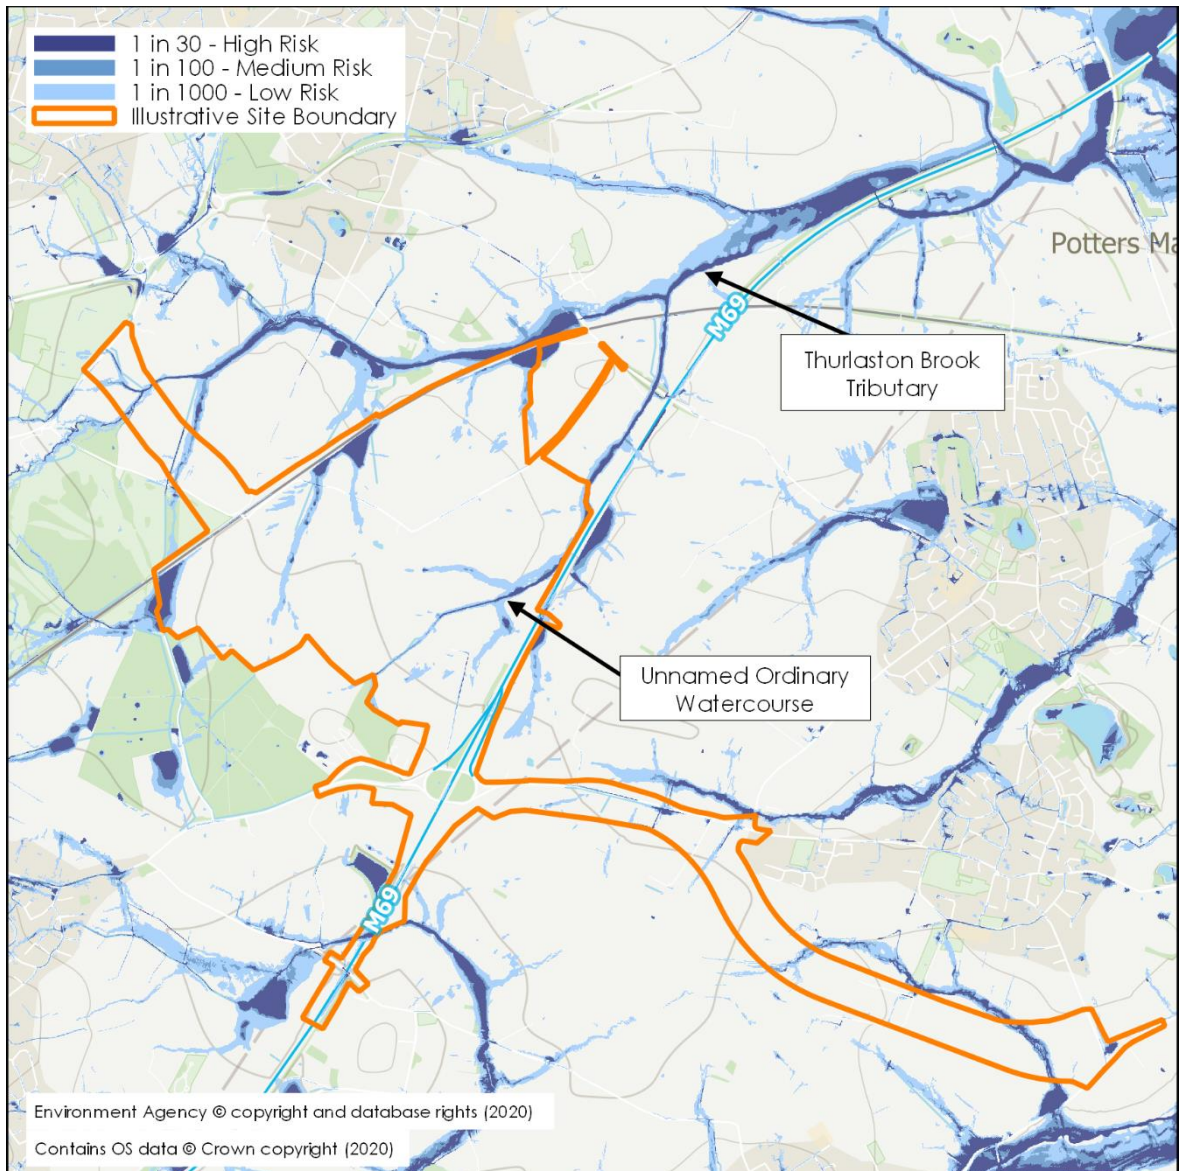 1 in 30 - High Risk
1 in 100 - Medium Risk
1 in 1000 - Low Risk
Illustrative Site Boundary
Potters Ma
M69
Thurlaston Brook
Tributary
Unnamed Ordinary
Watercourse
M69
Environment Agency © copyright and database rights (2020)
Contains OS data © Crown copyright (2020)